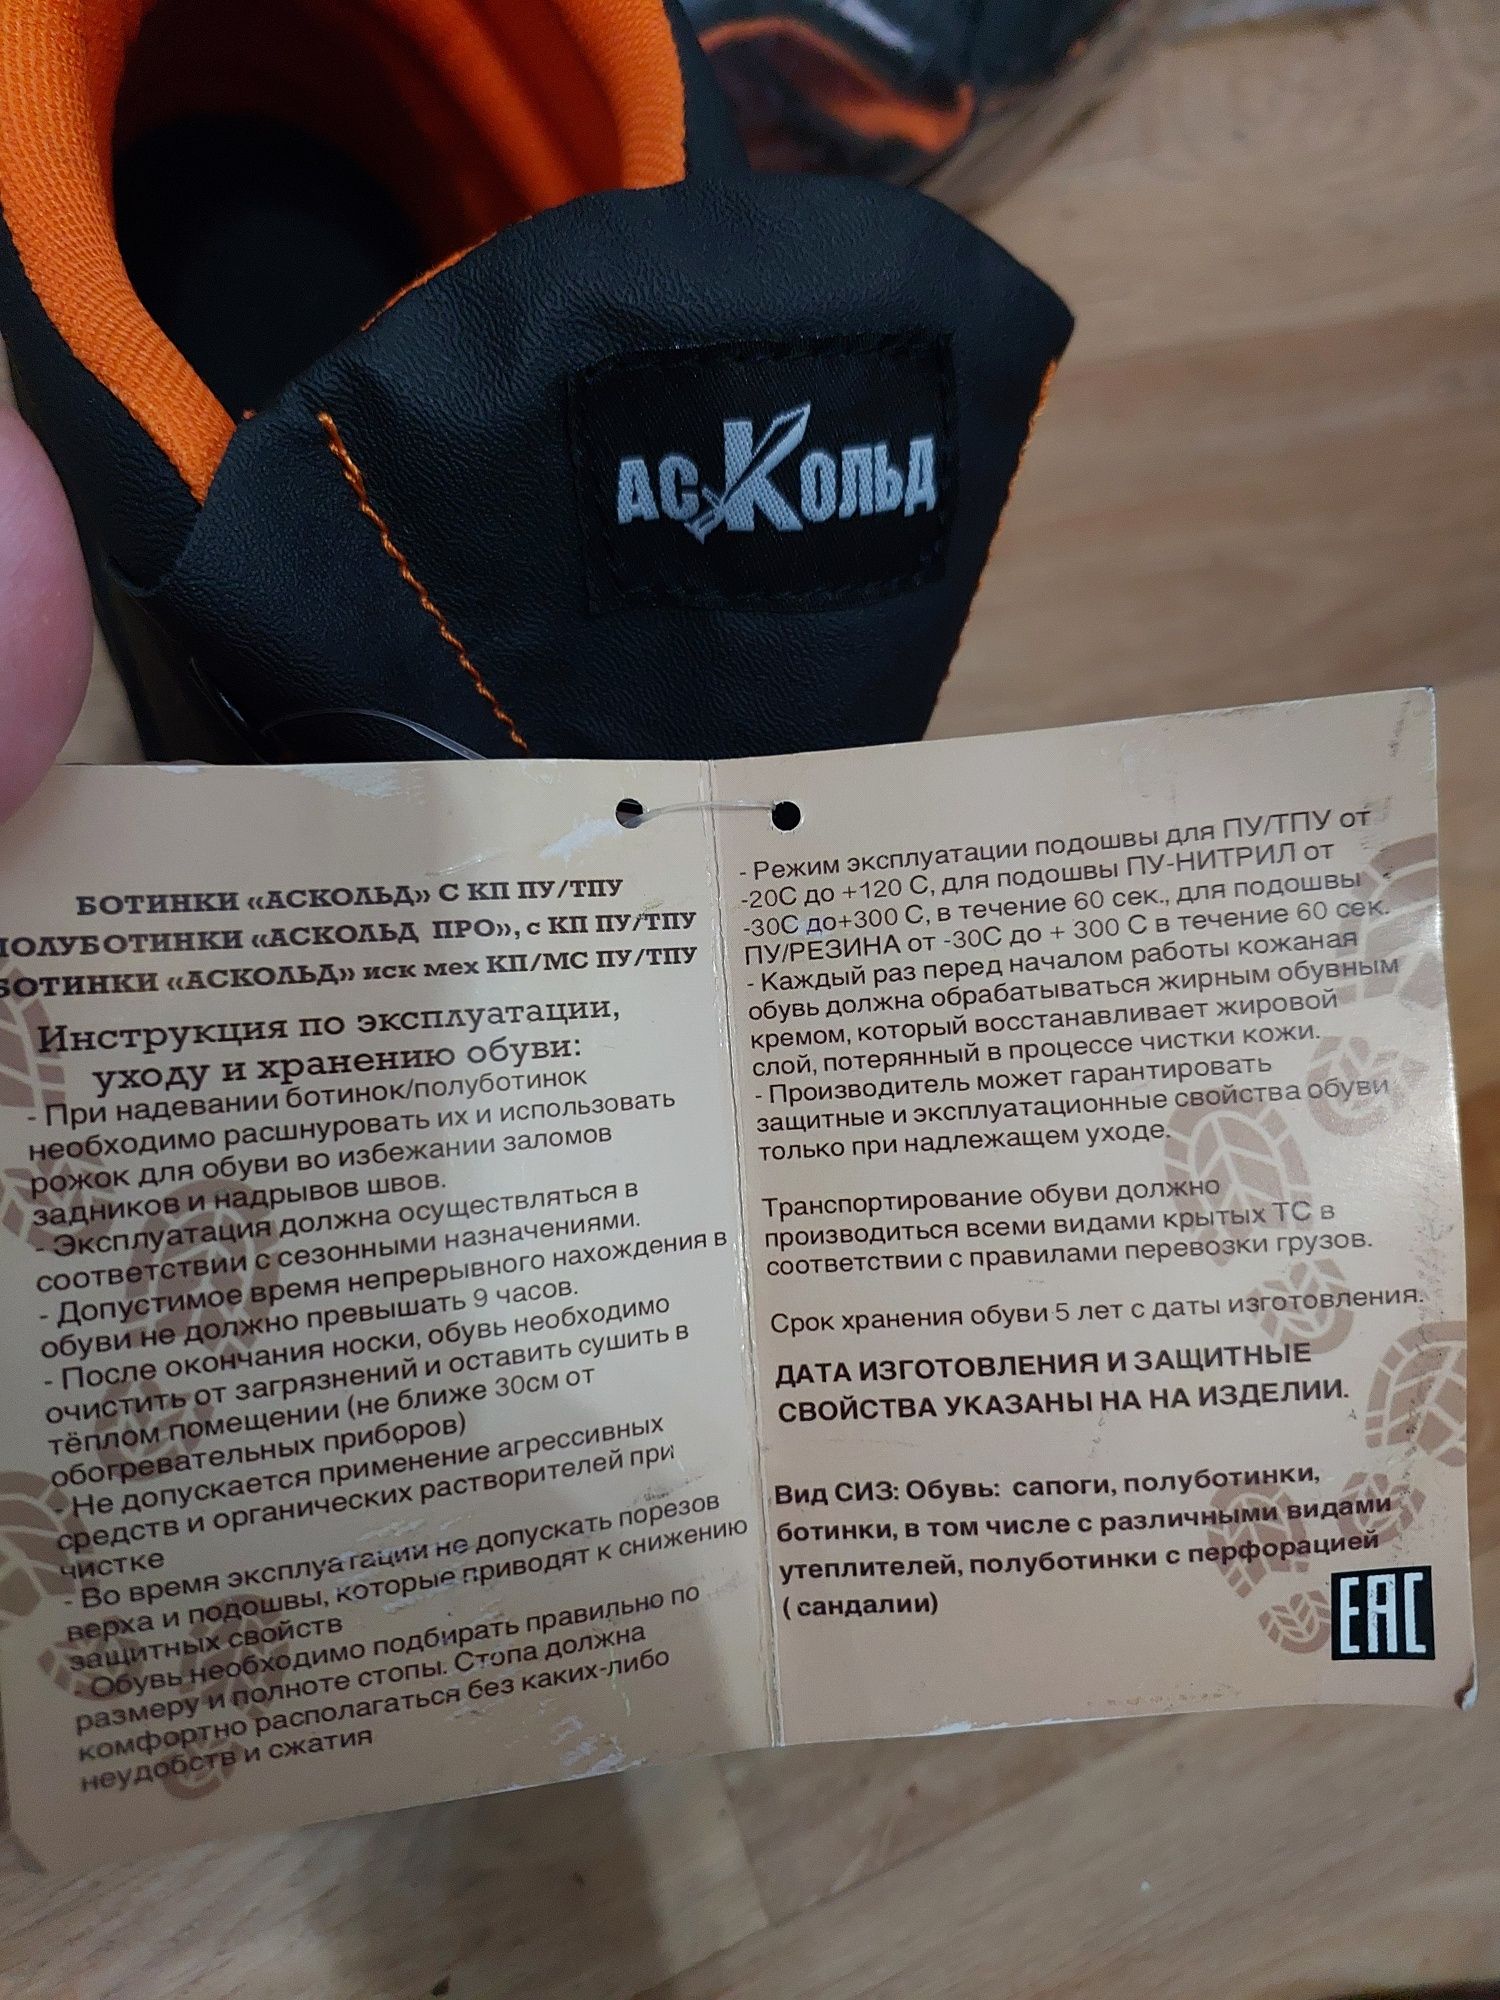 АСКОЛЬД
БОТИНКИ «АСКОЛЬД» С КП ПУ/ТПУ
ПОЛУБОТИНКИ «АСКОЛЬД ПРО», с КП ПУ/ТПУ
БОТИНКИ «АСКОЛЬД» иск мех КП/МС ПУ/ТПУ
Инструкция по эксплуатации,
уходу и хранению обуви:
- При надевании ботинок/полуботинок
необходимо расшнуровать их и использовать
рожок для обуви во избежании заломов
задников и надрывов швов.
- Эксплуатация должна осуществляться в
соответствии с сезонными назначениями.
- Допустимое время непрерывного нахождения в
обуви не должно превышать 9 часов.
- После окончания носки, обувь необходимо
очистить от загрязнений и оставить сушить в
тёплом помещении (не ближе 30см от
обогревательных приборов)
- Не допускается применение агрессивных
средств и органических растворителей при
чистке
- Во время эксплуатации не допускать порезов
верха и подошвы, которые приводят к снижению
защитных свойств
- Обувь необходимо подбирать правильно по
размеру и полноте стопы. Стопа должна
комфортно располагаться без каких-либо
неудобств и сжатия
- Режим эксплуатации подошвы для ПУ/ТПУ от
-20С до +120 С, для подошвы ПУ-НИТРИЛ от
-30С до+300 С, в течение 60 сек., для подошвы
ПУ/РЕЗИНА от -30С до + 300 С в течение 60 сек.
- Каждый раз перед началом работы кожаная
обувь должна обрабатываться жирным обувным
кремом, который восстанавливает жировой
слой, потерянный в процессе чистки кожи.
- Производитель может гарантировать
защитные и эксплуатационные свойства обуви
только при надлежащем уходе.
Транспортирование обуви должно
производиться всеми видами крытых ТС в
соответствии с правилами перевозки грузов.
Срок хранения обуви 5 лет с даты изготовления.
ДАТА ИЗГОТОВЛЕНИЯ И ЗАЩИТНЫЕ
СВОЙСТВА УКАЗАНЫ НА НА ИЗДЕЛИИ.
Вид СИЗ: Обувь: сапоги, полуботинки,
ботинки, в том числе с различными видами
утеплителей, полуботинки с перфорацией
( сандалии)
ЕАС